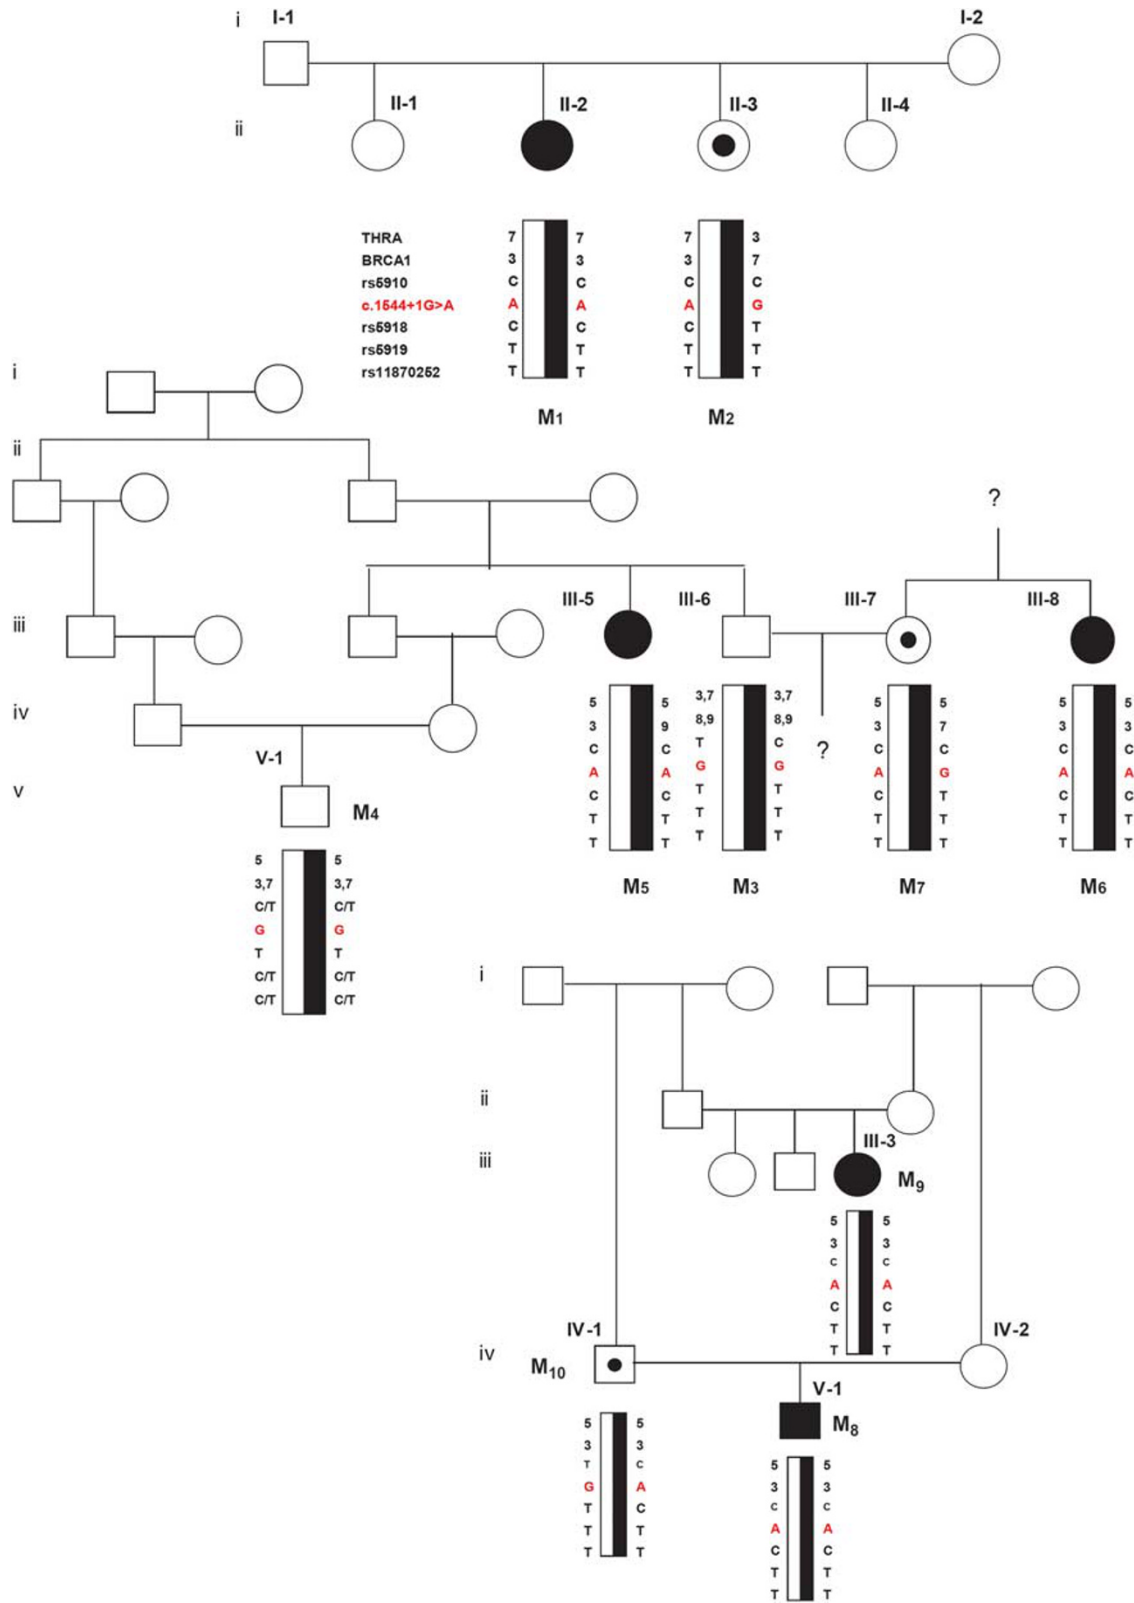 i I-1 I-2
ii II-1 II-2 II-3 II-4
THRA 7 7 7 3
BRCA1 3 3 3 7
rs5910 C C C C
c.1544+1G>A A A A G
rs5918 C C C T
rs5919 T T T T
rs11870252 T T T T
M1 M2
i
ii
?
III-5 III-6 III-7 III-8
iii
5 5 3,7 3,7 5 5 5 5
3 9 8,9 8,9 3 7 3 3
C C T C C C C C
A A G G A G A A
C C T T C T C C
T T T T T T T T
T T T T T T T T
?
M5 M3 M7 M6
iv
V-1
v
M4
5 5
3,7 3,7
C/T C/T
G G
T T
C/T C/T
C/T C/T
i
ii
III-3
iii
M9
5 5
3 3
C C
A A
C C
T T
T T
IV-1 IV-2
iv
M10
V-1
M8
5 5
3 3
T C
G A
T C
T T
T T
5 5
3 3
C C
A A
C C
T T
T T